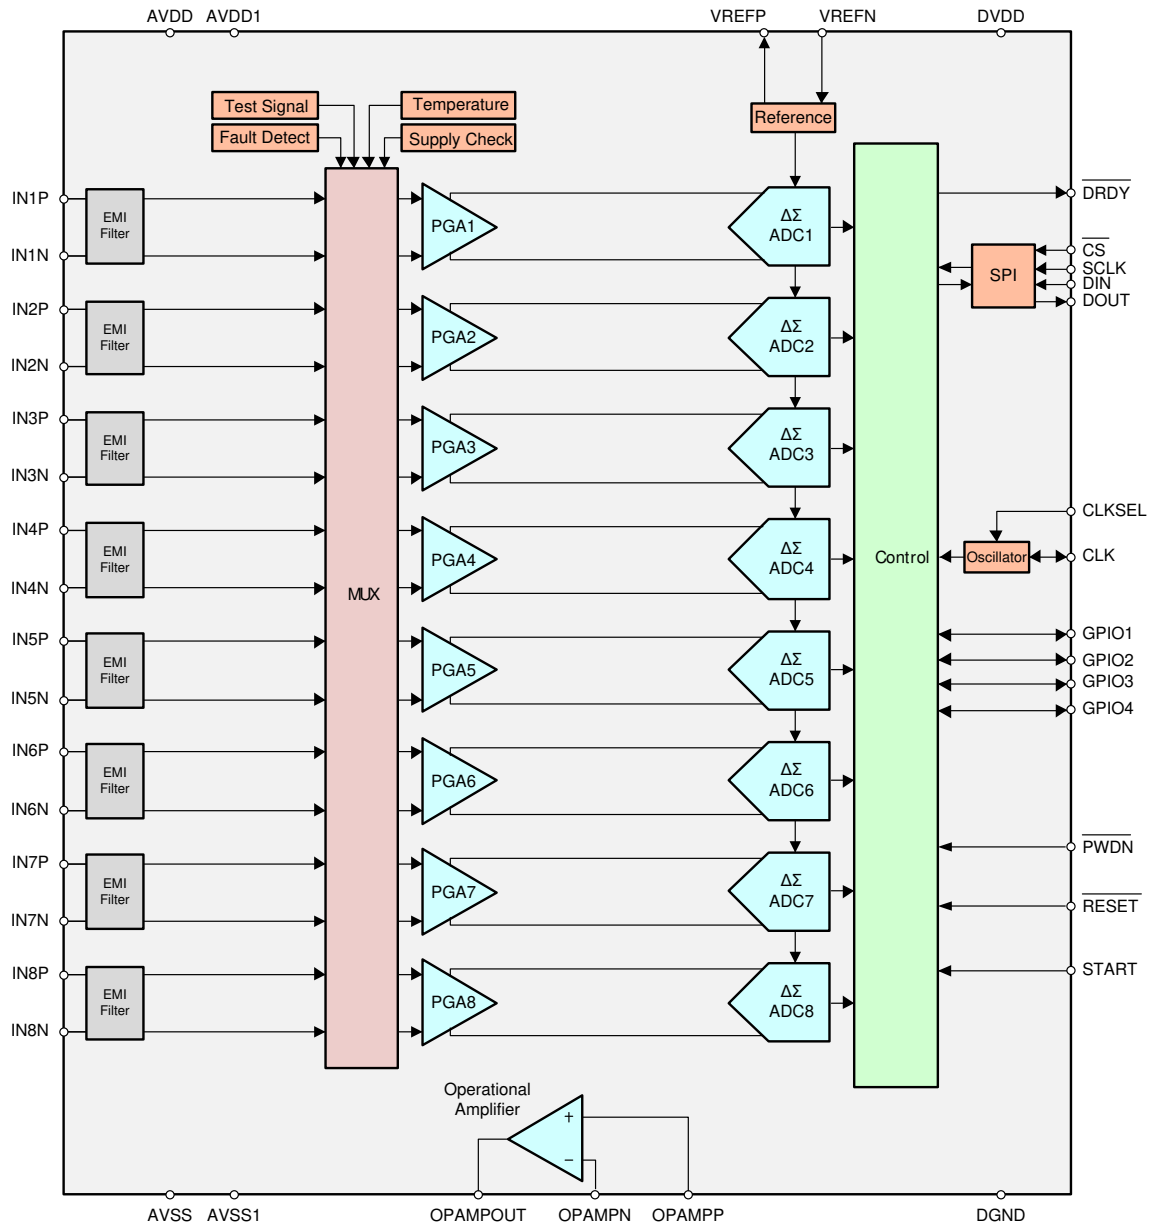 AVDD AVDD1 VREFP VREFN DVDD
Test Signal
Temperature
Fault Detect
Supply Check
Reference
IN1P
IN1N
EMI
Filter
PGA1
ΔΣ
ADC1
DRDY
CS
SCLK
DIN
DOUT
SPI
IN2P
IN2N
EMI
Filter
PGA2
ΔΣ
ADC2
IN3P
IN3N
EMI
Filter
PGA3
ΔΣ
ADC3
IN4P
IN4N
EMI
Filter
PGA4
ΔΣ
ADC4
MUX
Control
CLKSEL
Oscillator
CLK
IN5P
IN5N
EMI
Filter
PGA5
ΔΣ
ADC5
GPIO1
GPIO2
GPIO3
GPIO4
IN6P
IN6N
EMI
Filter
PGA6
ΔΣ
ADC6
IN7P
IN7N
EMI
Filter
PGA7
ΔΣ
ADC7
PWDN
RESET
IN8P
IN8N
EMI
Filter
PGA8
ΔΣ
ADC8
START
Operational
Amplifier
+
−
AVSS AVSS1 OPAMPOUT OPAMPN OPAMPP DGND